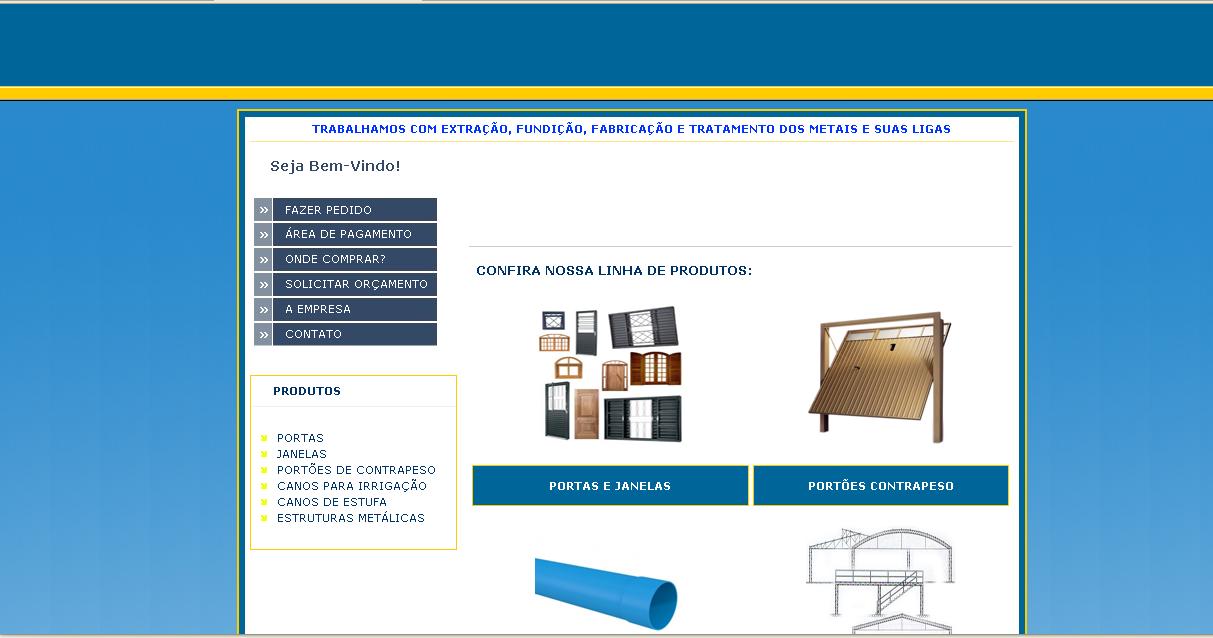 TRABALHAMOS COM EXTRAÇÃO, FUNDIÇÃO, FABRICAÇÃO E TRATAMENTO DOS METAIS E SUAS LIGAS
Seja Bem-Vindo!
» FAZER PEDIDO
» ÁREA DE PAGAMENTO
» ONDE COMPRAR?
» SOLICITAR ORÇAMENTO
» A EMPRESA
» CONTATO
PRODUTOS
PORTAS
JANELAS
PORTÕES DE CONTRAPESO
CANOS PARA IRRIGAÇÃO
CANOS DE ESTUFA
ESTRUTURAS METÁLICAS
CONFIRA NOSSA LINHA DE PRODUTOS:
PORTAS E JANELAS
PORTÕES CONTRAPESO